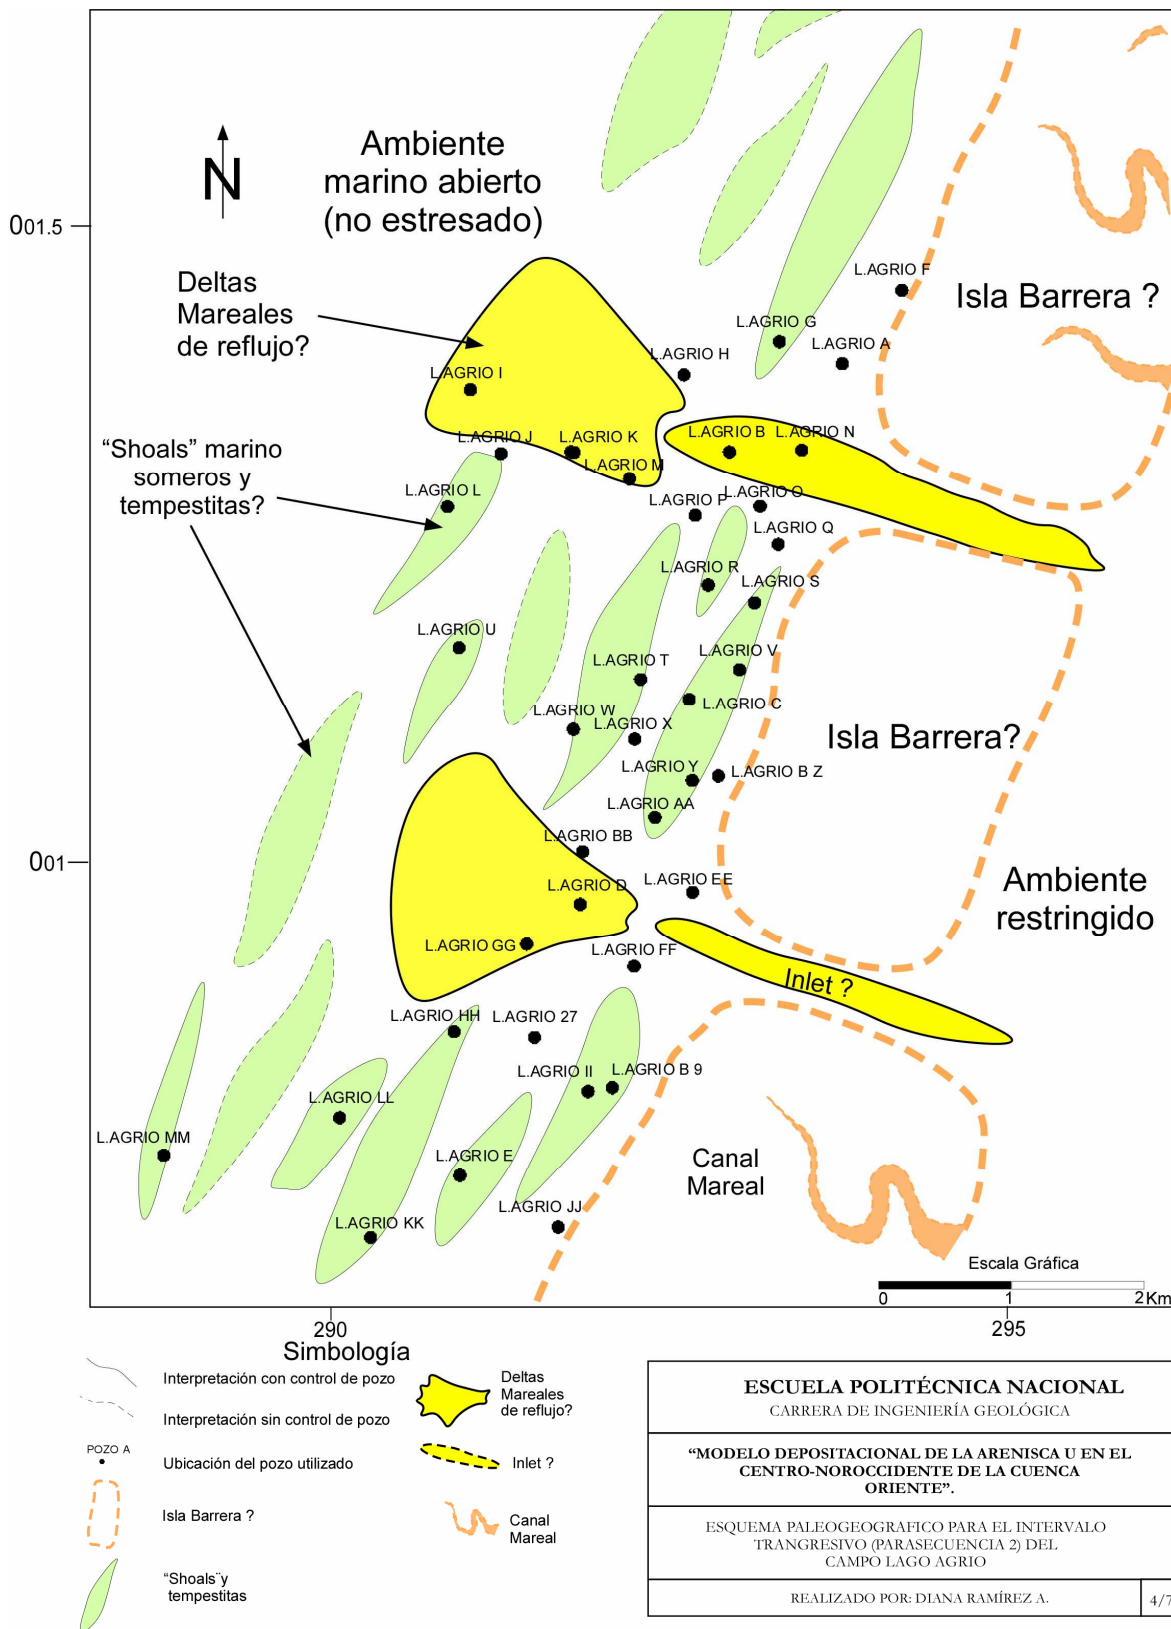 Ambiente
marino abierto
(no estresado)
N
001.5
Deltas
Mareales
de reflujo?
L.AGRIO F
Isla Barrera ?
L.AGRIO G
L.AGRIO A
L.AGRIO H
L.AGRIO I
L.AGRIO J
L.AGRIO K
L.AGRIO B
L.AGRIO N
“Shoals” marino
someros y
tempestitas?
L.AGRIO M
L.AGRIO L
L.AGRIO P
L.AGRIO O
L.AGRIO Q
L.AGRIO R
L.AGRIO S
L.AGRIO U
L.AGRIO T
L.AGRIO V
L.AGRIO W
L.AGRIO C
L.AGRIO X
Isla Barrera?
L.AGRIO Y
L.AGRIO B Z
L.AGRIO AA
L.AGRIO BB
001
L.AGRIO D
L.AGRIO EE
Ambiente
restringido
L.AGRIO GG
L.AGRIO FF
Inlet ?
L.AGRIO HH
L.AGRIO 27
L.AGRIO II
L.AGRIO B 9
L.AGRIO LL
L.AGRIO MM
L.AGRIO E
Canal
Mareal
L.AGRIO JJ
L.AGRIO KK
Escala Gráfica
0 1 2Km
290
295
Simbología
Interpretación con control de pozo
Interpretación sin control de pozo
POZO A
Ubicación del pozo utilizado
Isla Barrera ?
“Shoals¨y
tempestitas
Deltas
Mareales
de reflujo?
Inlet ?
Canal
Mareal
ESCUELA POLITÉCNICA NACIONAL
CARRERA DE INGENIERÍA GEOLÓGICA
“MODELO DEPOSITACIONAL DE LA ARENISCA U EN EL
CENTRO-NOROCCIDENTE DE LA CUENCA
ORIENTE”.
ESQUEMA PALEOGEOGRAFICO PARA EL INTERVALO
TRANGRESIVO (PARASECUENCIA 2) DEL
CAMPO LAGO AGRIO
REALIZADO POR: DIANA RAMÍREZ A.
4/7